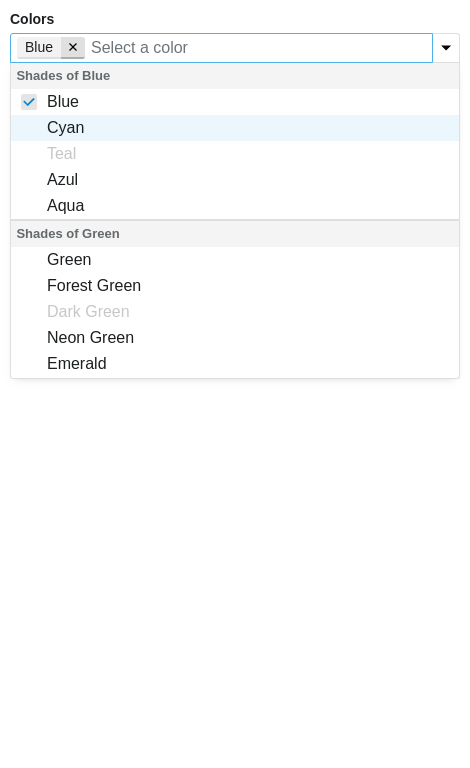 Colors
Blue ✕ Select a color
Shades of Blue
Blue
Cyan
Teal
Azul
Aqua
Shades of Green
Green
Forest Green
Dark Green
Neon Green
Emerald